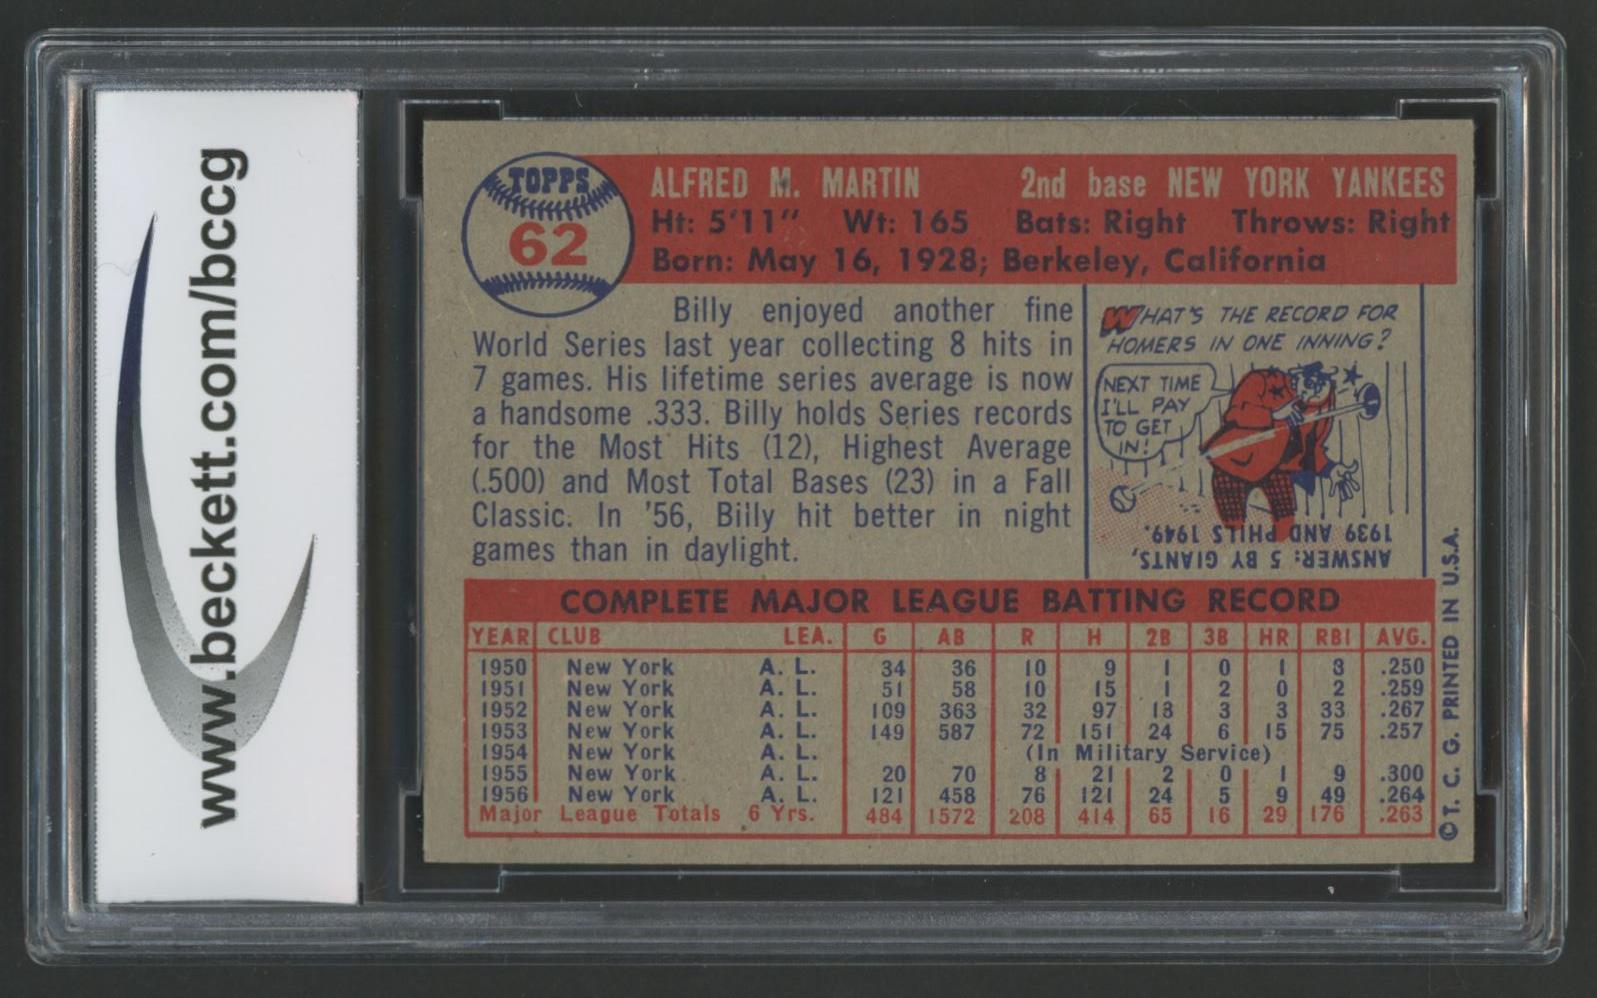 www.beckett.com/bccg
TOPPS
62
ALFRED M. MARTIN 2nd base NEW YORK YANKEES
Ht: 5'11" Wt: 165 Bats: Right Throws: Right
Born: May 16, 1928; Berkeley, California
Billy enjoyed another fine
World Series last year collecting 8 hits in
7 games. His lifetime series average is now
a handsome .333. Billy holds Series records
for the Most Hits (12), Highest Average
(.500) and Most Total Bases (23) in a Fall
Classic. In '56, Billy hit better in night
games than in daylight.
WHAT'S THE RECORD FOR
HOMERS IN ONE INNING?
NEXT TIME
I'LL PAY
TO GET
IN!
ANSWER: 5 BY GIANTS,
1939 AND PHILS 1949.
COMPLETE MAJOR LEAGUE BATTING RECORD
YEAR CLUB LEA. G AB R H 2B 3B HR RBI AVG.
1950 New York A. L. 34 36 10 9 1 0 1 8 .250
1951 New York A. L. 51 58 10 15 1 2 0 2 .259
1952 New York A. L. 109 363 32 97 13 3 3 33 .267
1953 New York A. L. 149 587 72 151 24 6 15 75 .257
1954 New York A. L. (In Military Service)
1955 New York A. L. 20 70 8 21 2 0 1 9 .300
1956 New York A. L. 121 458 76 121 24 5 9 49 .264
Major League Totals 6 Yrs. 484 1572 208 414 65 16 29 176 .263
©T. C. G. PRINTED IN U.S.A.